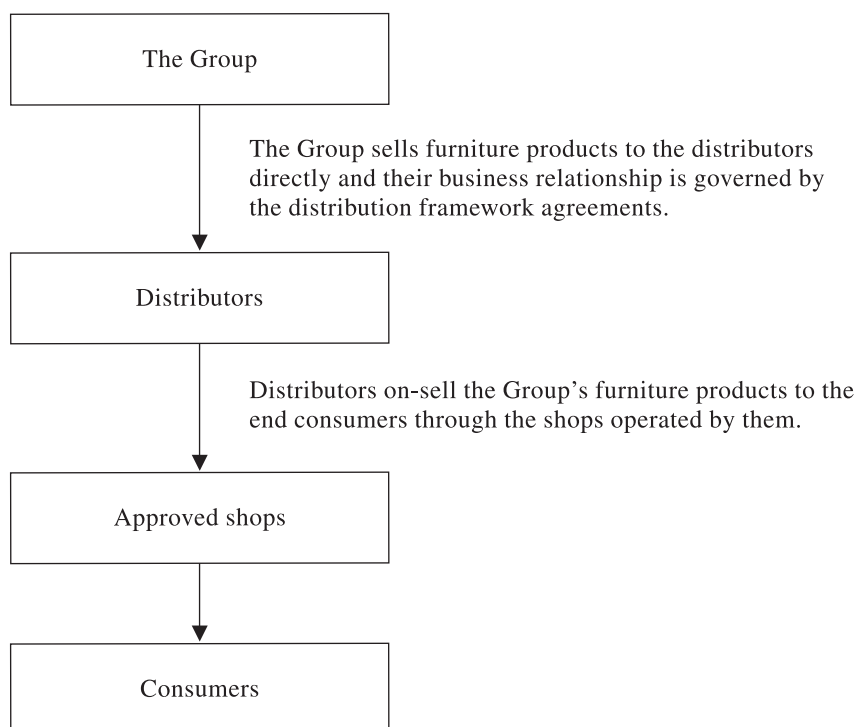 The Group
The Group sells furniture products to the distributors
directly and their business relationship is governed by
the distribution framework agreements.
Distributors
Distributors on-sell the Group’s furniture products to the
end consumers through the shops operated by them.
Approved shops
Consumers